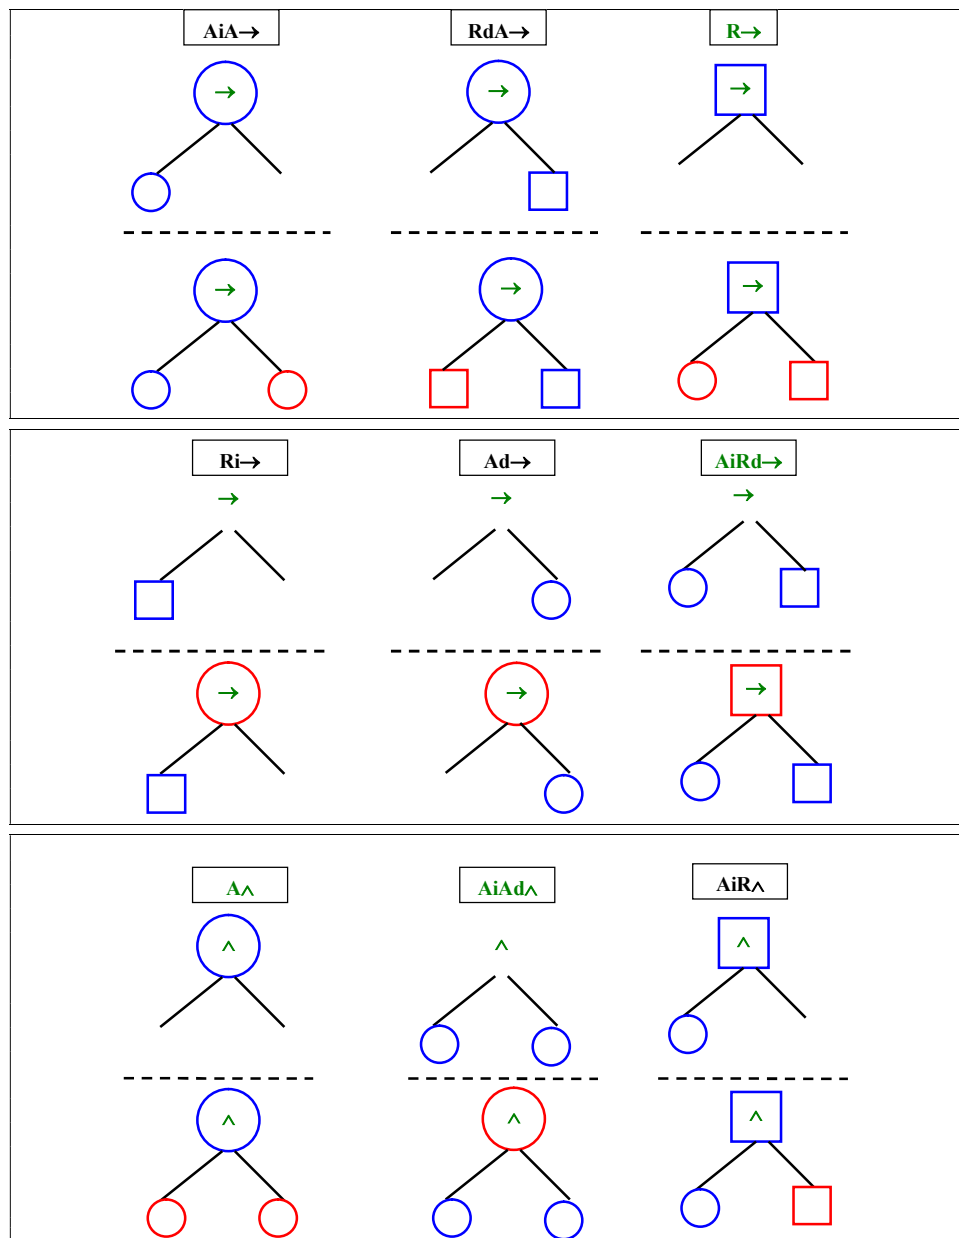 AiA→ RdA→ R→
→ → →
→ → →
Ri→ Ad→ AiRd→
→ → →
→ → →
A∧ AiAd∧ AiR∧
∧ ∧ ∧
∧ ∧ ∧